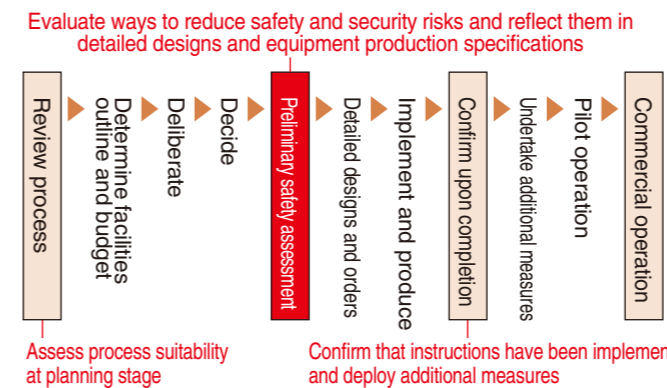 Evaluate ways to reduce safety and security risks and reflect them in
detailed designs and equipment production specifications
Review process
Determine facilities
outline and budget
Deliberate
Decide
Preliminary safety assessment
Detailed designs and orders
Implement and produce
Confirm upon completion
Undertake additional measures
Pilot operation
Commercial operation
Assess process suitability
at planning stage
Confirm that instructions have been implemen
and deploy additional measures